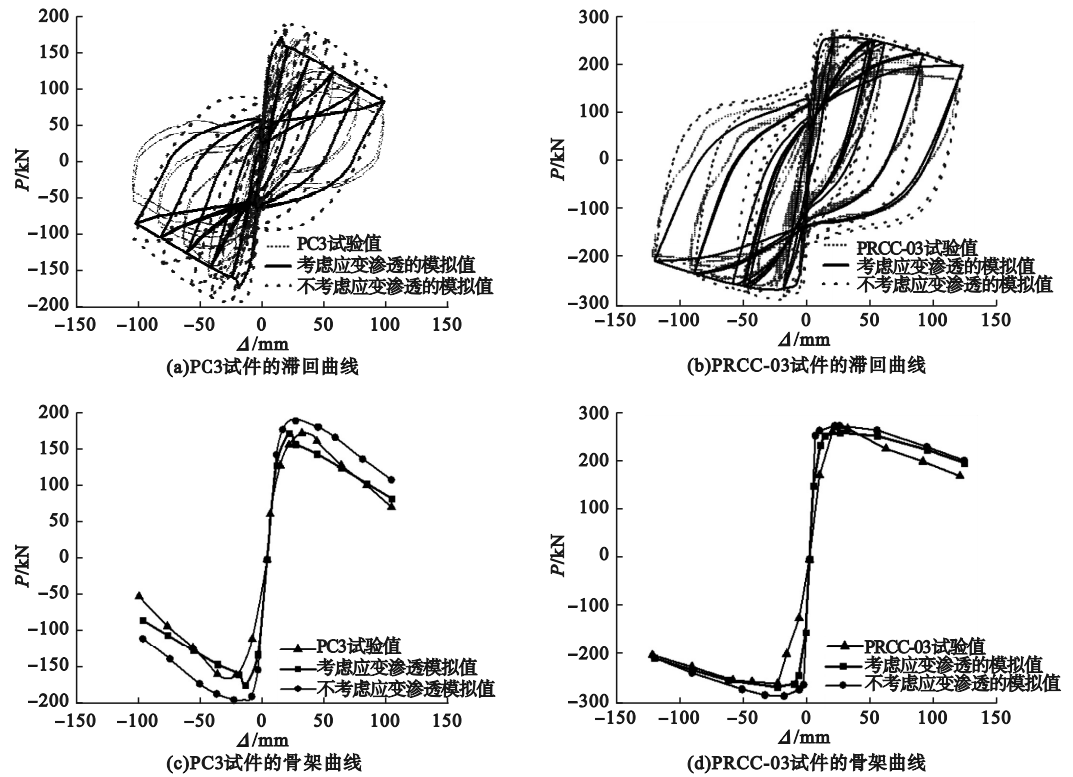 200
150
100
50
0
−50
−100
−150
−200
P/kN
−150 −100 −50 0 50 100 150
Δ/mm
PC3试验值
考虑应变渗透的模拟值
不考虑应变渗透的模拟值
(a)PC3试件的滞回曲线
300
200
100
0
−100
−200
−300
P/kN
−150 −100 −50 0 50 100 150
Δ/mm
PRCC-03试验值
考虑应变渗透的模拟值
不考虑应变渗透的模拟值
(b)PRCC-03试件的滞回曲线
200
150
100
50
0
−50
−100
−150
−200
P/kN
−150 −100 −50 0 50 100 150
Δ/mm
PC3试验值
考虑应变渗透模拟值
不考虑应变渗透模拟值
(c)PC3试件的骨架曲线
300
200
100
0
−100
−200
−300
P/kN
−150 −100 −50 0 50 100 150
Δ/mm
PRCC-03试验值
考虑应变渗透的模拟值
不考虑应变渗透的模拟值
(d)PRCC-03试件的骨架曲线